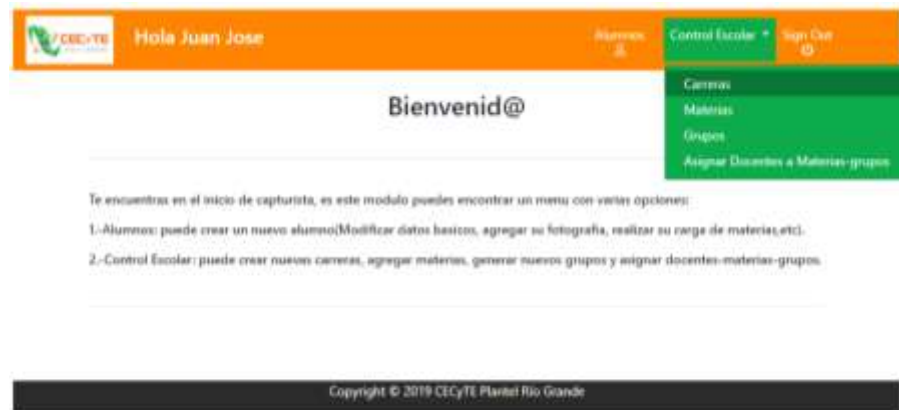 CECyTE
Hola Juan Jose
Alumnos
Control Escolar
Sign Out
Carreras
Materias
Grupos
Asignar Docentes a Materias-grupos
Bienvenid@
Te encuentras en el inicio de capturista, es este modulo puedes encontrar un menu con varias opciones:
1.-Alumnos: puede crear un nuevo alumno(Modificar datos basicos, agregar su fotografia, realizar su carga de materias,etc).
2.-Control Escolar: puede crear nuevas carreras, agregar materias, generar nuevos grupos y asignar docentes-materias-grupos.
Copyright © 2019 CECyTE Plantel Rio Grande